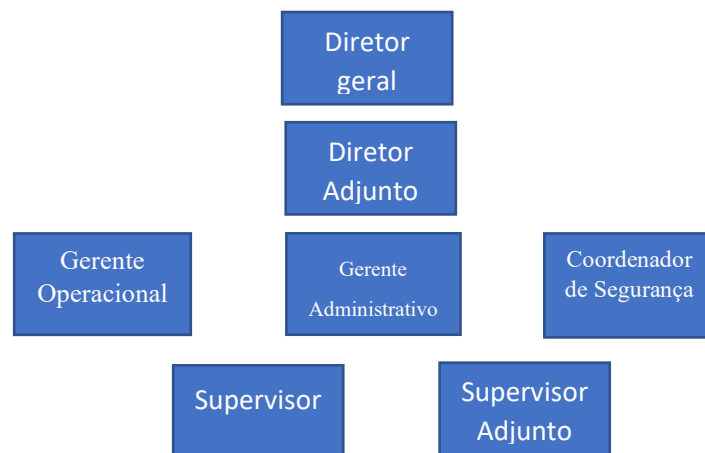 Diretor
geral
Diretor
Adjunto
Gerente
Operacional
Gerente
Administrativo
Coordenador
de Segurança
Supervisor
Supervisor
Adjunto